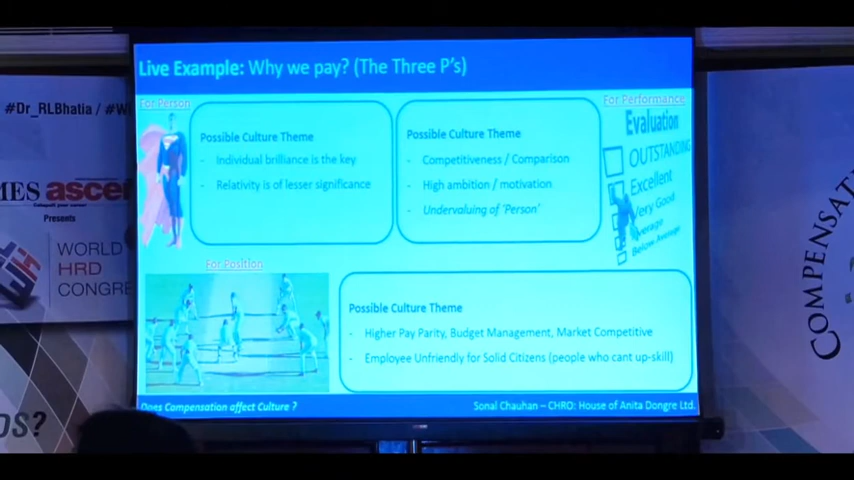 Live Example: Why we pay? (The Three P's)
For Person
Possible Culture Theme
- Individual brilliance is the key
- Relativity is of lesser significance
Possible Culture Theme
- Competitiveness / Comparison
- High ambition / motivation
- Undervaluing of 'Person'
For Performance
Evaluation
OUTSTANDING
Excellent
Very Good
Average
Below Average
For Position
Possible Culture Theme
- Higher Pay Parity, Budget Management, Market Competitive
- Employee Unfriendly for Solid Citizens (people who cant up-skill)
Does Compensation affect Culture ?
Sonal Chauhan – CHRO: House of Anita Dongre Ltd.
#Dr_RLBhatia / #W
MES ascen
Presents
WORLD
HRD
CONGRE
DS?
COMPENSAT